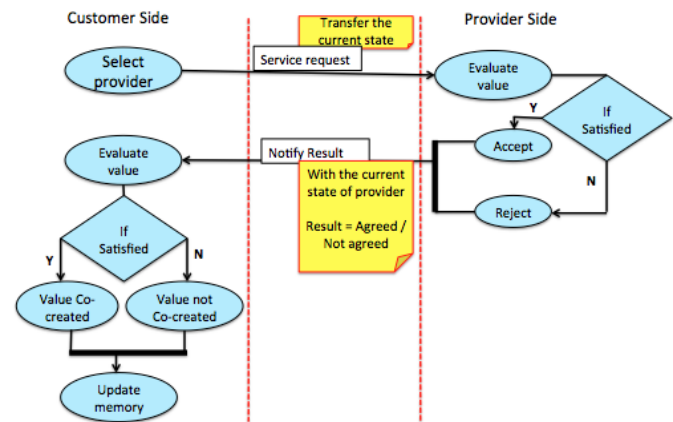 Customer Side
Provider Side
Transfer the
current state
Select
provider
Service request
Evaluate
value
If
Satisfied
Y
Accept
N
Reject
Notify Result
With the current
state of provider
Result = Agreed /
Not agreed
Evaluate
value
If
Satisfied
Y
N
Value Co-
created
Value not
Co-created
Update
memory